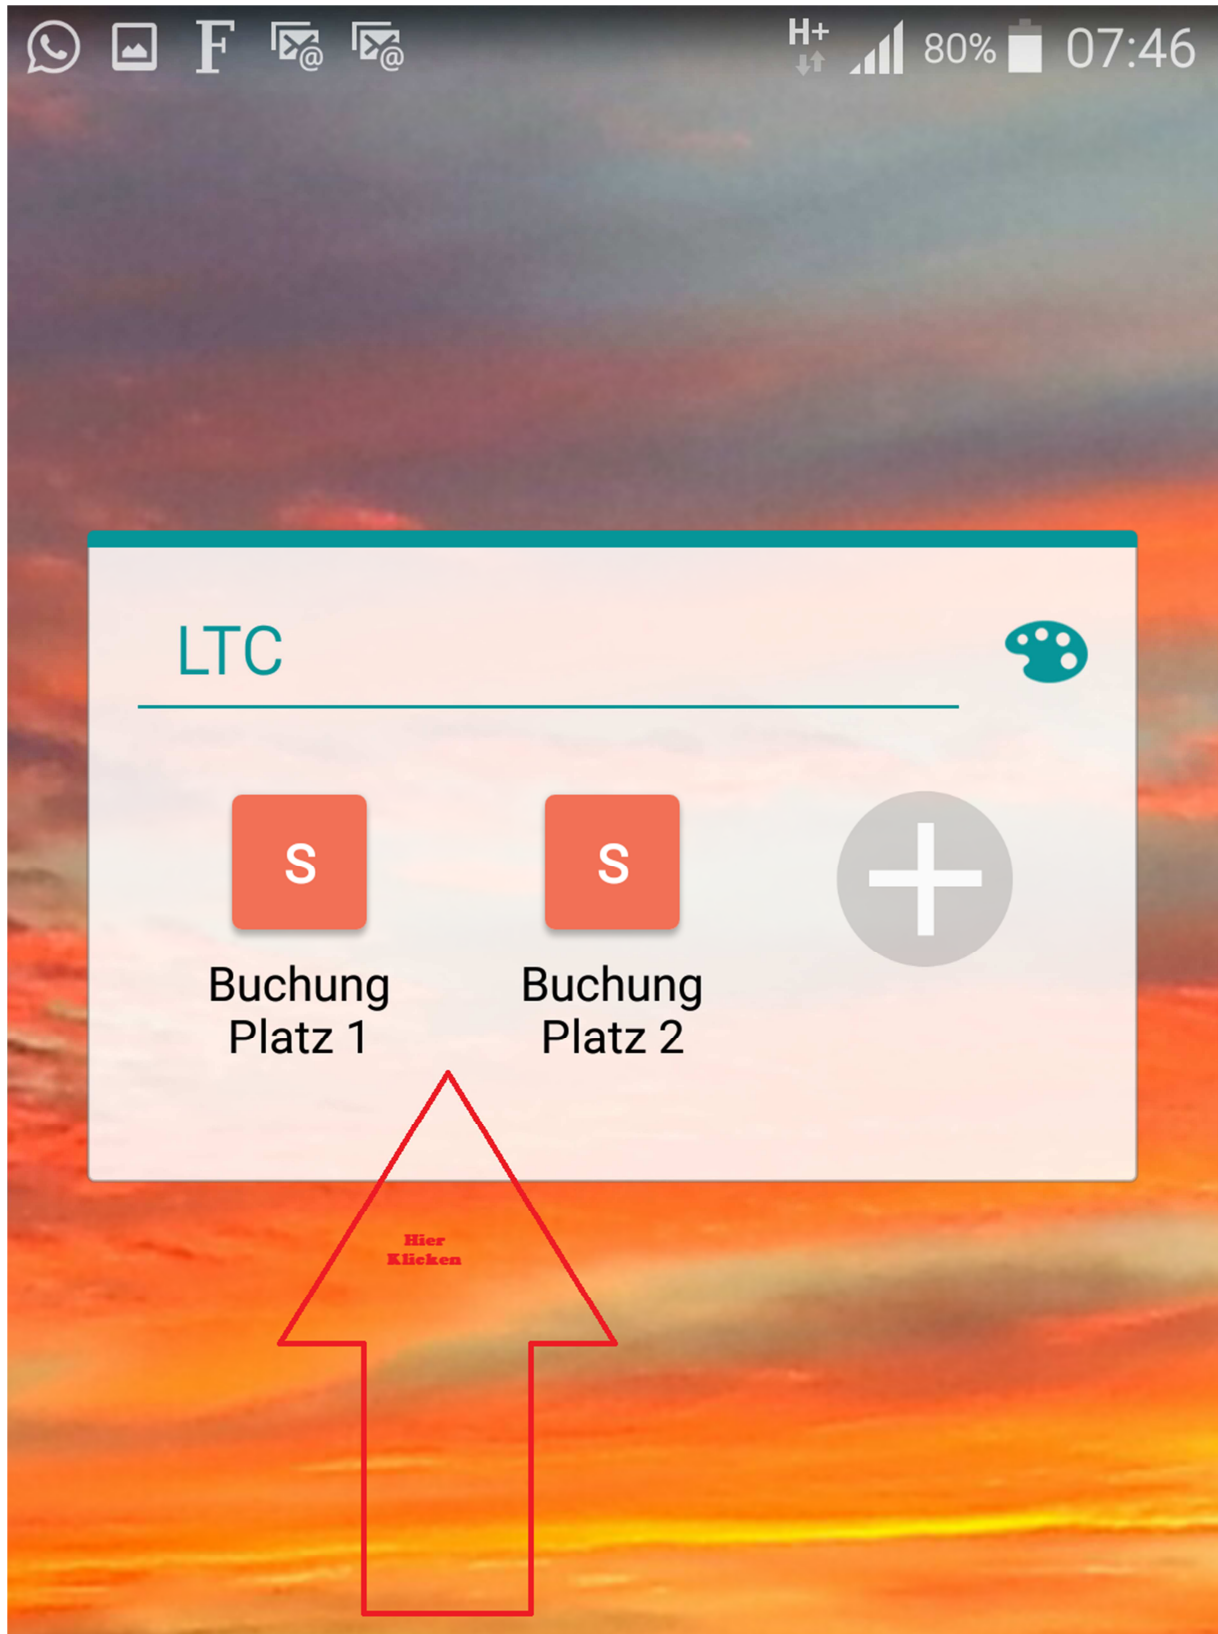 F H+ 80% 07:46
LTC
S S
Buchung Buchung
Platz 1 Platz 2
Hier
Klicken